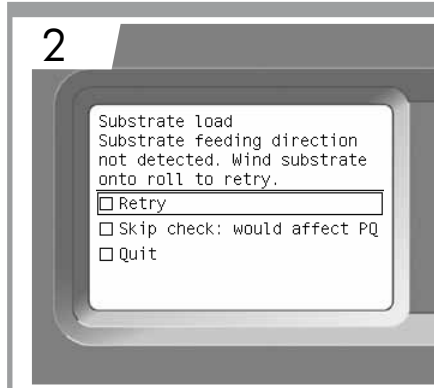 2
Substrate load
Substrate feeding direction
not detected. Wind substrate
onto roll to retry.
Retry
Skip check: would affect PQ
Quit